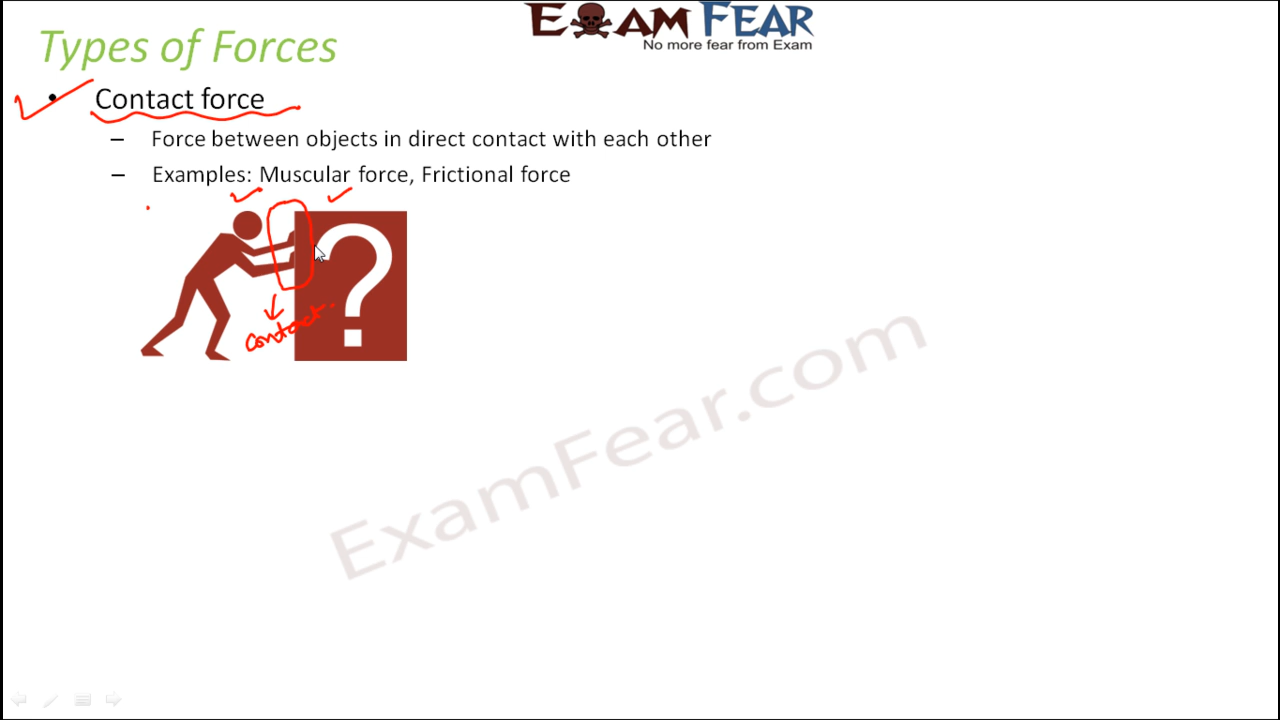 EXAM FEAR
No more fear from Exam
Types of Forces
• Contact force
– Force between objects in direct contact with each other
– Examples: Muscular force, Frictional force
?
contact.
ExamFear.com